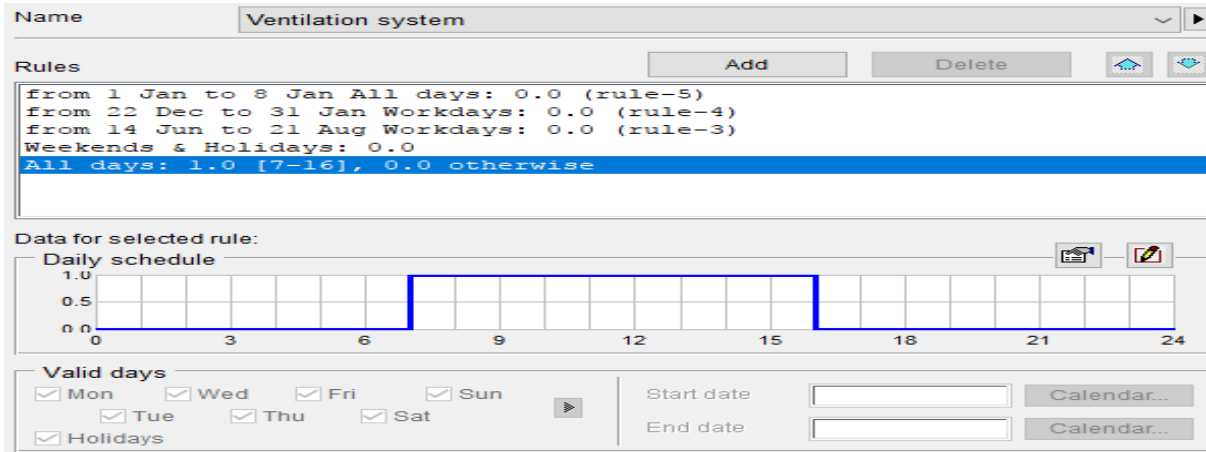 Name Ventilation system
Rules Add Delete
from 1 Jan to 8 Jan All days: 0.0 (rule-5)
from 22 Dec to 31 Jan Workdays: 0.0 (rule-4)
from 14 Jun to 21 Aug Workdays: 0.0 (rule-3)
Weekends & Holidays: 0.0
All days: 1.0 [7-16], 0.0 otherwise
Data for selected rule:
Daily schedule
1.0
0.5
0.0
0 3 6 9 12 15 18 21 24
Valid days
Mon Wed Fri Sun Start date Calendar...
Tue Thu Sat
Holidays End date Calendar...